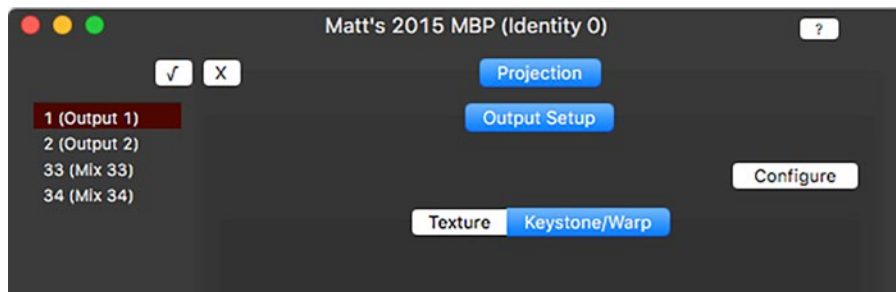 Matt's 2015 MBP (Identity 0) ?
√ X Projection
1 (Output 1) Output Setup
2 (Output 2)
33 (Mix 33) Configure
34 (Mix 34)
Texture Keystone/Warp